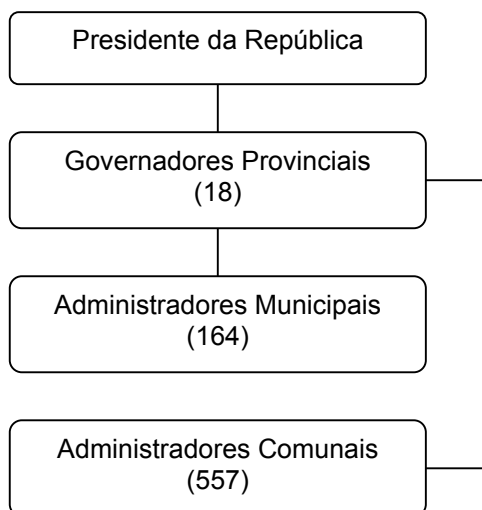 Presidente da República
Governadores Provinciais
(18)
Administradores Municipais
(164)
Administradores Comunais
(557)